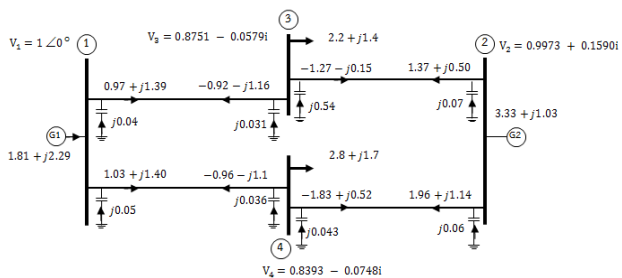 V₁ = 1 ∠0°
1
V₃ = 0.8751 − 0.0579i
3
2.2 + j1.4
2
V₂ = 0.9973 + 0.1590i
0.97 + j1.39
−0.92 − j1.16
−1.27 − j0.15
1.37 + j0.50
j0.04
j0.031
j0.54
j0.07
G1
1.81 + j2.29
3.33 + j1.03
G2
1.03 + j1.40
−0.96 − j1.1
2.8 + j1.7
−1.83 + j0.52
1.96 + j1.14
j0.05
j0.036
j0.043
j0.06
4
V₄ = 0.8393 − 0.0748i